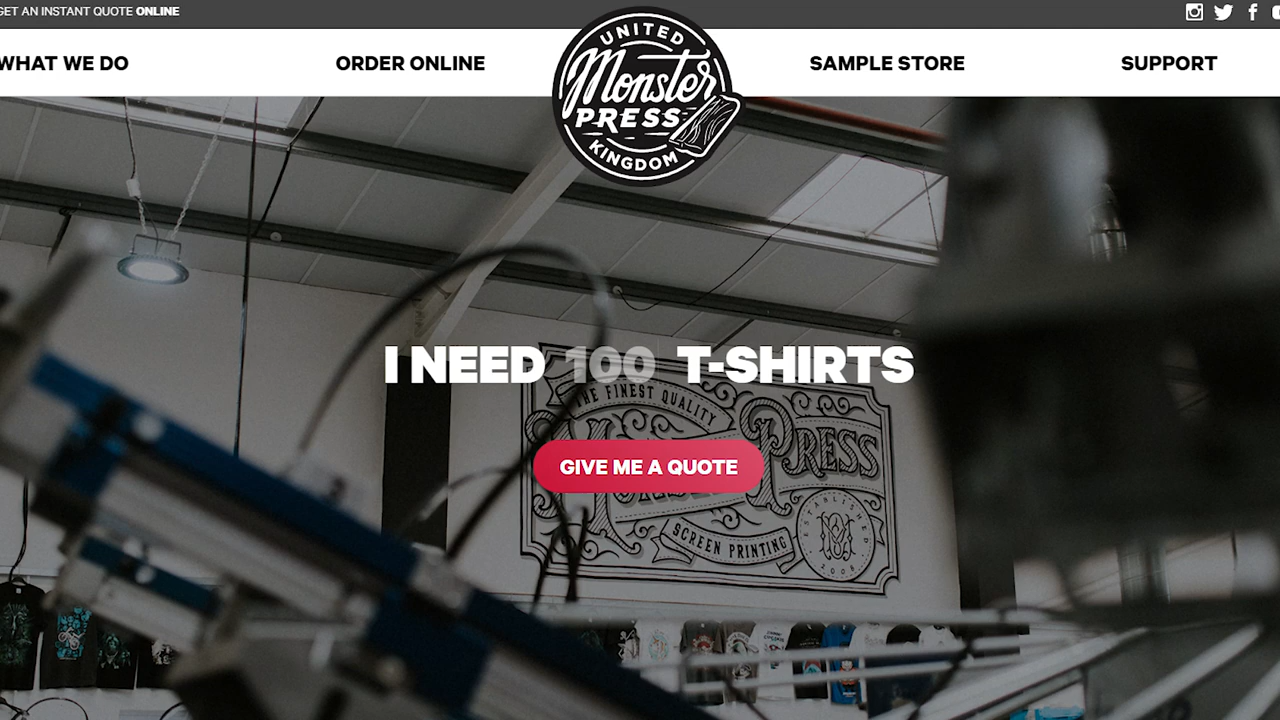 GET AN INSTANT QUOTE ONLINE
WHAT WE DO
ORDER ONLINE
UNITED
Monster
PRESS
KINGDOM
SAMPLE STORE
SUPPORT
I NEED 100 T-SHIRTS
THE FINEST QUALITY
PRESS
GIVE ME A QUOTE
SCREEN PRINTING
ESTABLISHED
2008